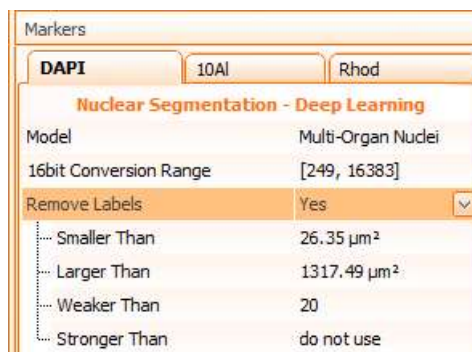 Markers
DAPI 10Al Rhod
Nuclear Segmentation - Deep Learning
Model Multi-Organ Nuclei
16bit Conversion Range [249, 16383]
Remove Labels Yes
Smaller Than 26.35 µm²
Larger Than 1317.49 µm²
Weaker Than 20
Stronger Than do not use